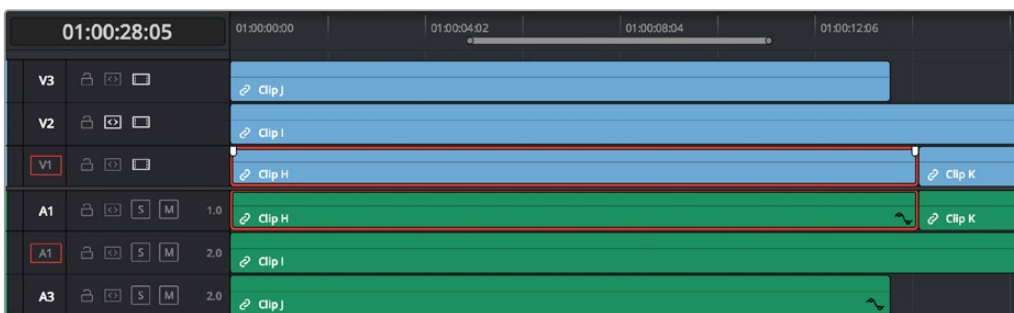 01:00:28:05
01:00:00:00 01:00:04:02 01:00:08:04 01:00:12:06
V3
Clip J
V2
Clip I
V1
Clip H Clip K
A1 S M 1.0
Clip H Clip K
A1 S M 2.0
Clip I
A3 S M 2.0
Clip J